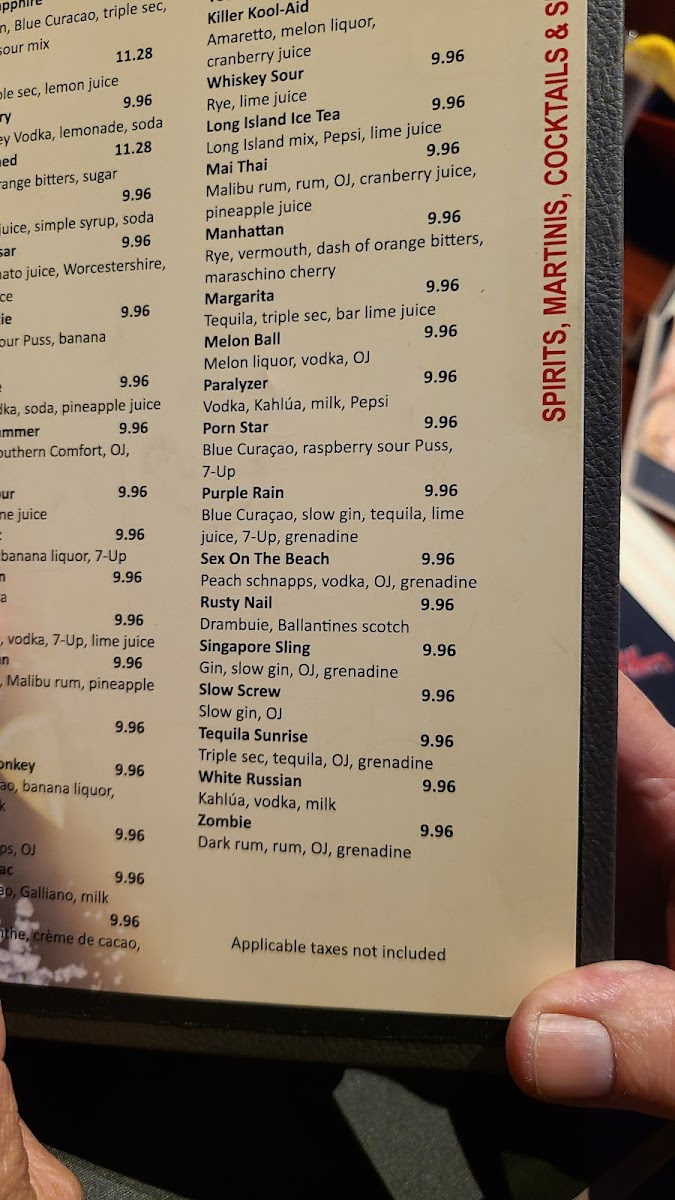 n, Blue Curacao, triple sec,
sour mix
11.28
ple sec, lemon juice
9.96
ey Vodka, lemonade, soda
11.28
range bitters, sugar
9.96
juice, simple syrup, soda
9.96
sar
nato juice, Worcestershire,
ce
9.96
ie
our Puss, banana
9.96
dka, soda, pineapple juice
9.96
ammer
outhern Comfort, OJ,
9.96
our
ne juice
9.96
banana liquor, 7-Up
9.96
n
a
9.96
, vodka, 7-Up, lime juice
9.96
an
, Malibu rum, pineapple
9.96
onkey 9.96
ao, banana liquor,
k
9.96
ps, OJ
9.96
ac
ao, Galliano, milk
9.96
nthe, crème de cacao,
Killer Kool-Aid
Amaretto, melon liquor,
cranberry juice
Whiskey Sour 9.96
Rye, lime juice
Long Island Ice Tea 9.96
Long Island mix, Pepsi, lime juice
Mai Thai 9.96
Malibu rum, rum, OJ, cranberry juice,
pineapple juice
Manhattan 9.96
Rye, vermouth, dash of orange bitters,
maraschino cherry
Margarita 9.96
Tequila, triple sec, bar lime juice
Melon Ball 9.96
Melon liquor, vodka, OJ
Paralyzer 9.96
Vodka, Kahlúa, milk, Pepsi
Porn Star 9.96
Blue Curaçao, raspberry sour Puss,
7-Up
Purple Rain 9.96
Blue Curaçao, slow gin, tequila, lime
juice, 7-Up, grenadine
Sex On The Beach 9.96
Peach schnapps, vodka, OJ, grenadine
Rusty Nail 9.96
Drambuie, Ballantines scotch
Singapore Sling 9.96
Gin, slow gin, OJ, grenadine
Slow Screw 9.96
Slow gin, OJ
Tequila Sunrise 9.96
Triple sec, tequila, OJ, grenadine
White Russian 9.96
Kahlúa, vodka, milk
Zombie 9.96
Dark rum, rum, OJ, grenadine
Applicable taxes not included
SPIRITS, MARTINIS, COCKTAILS & S